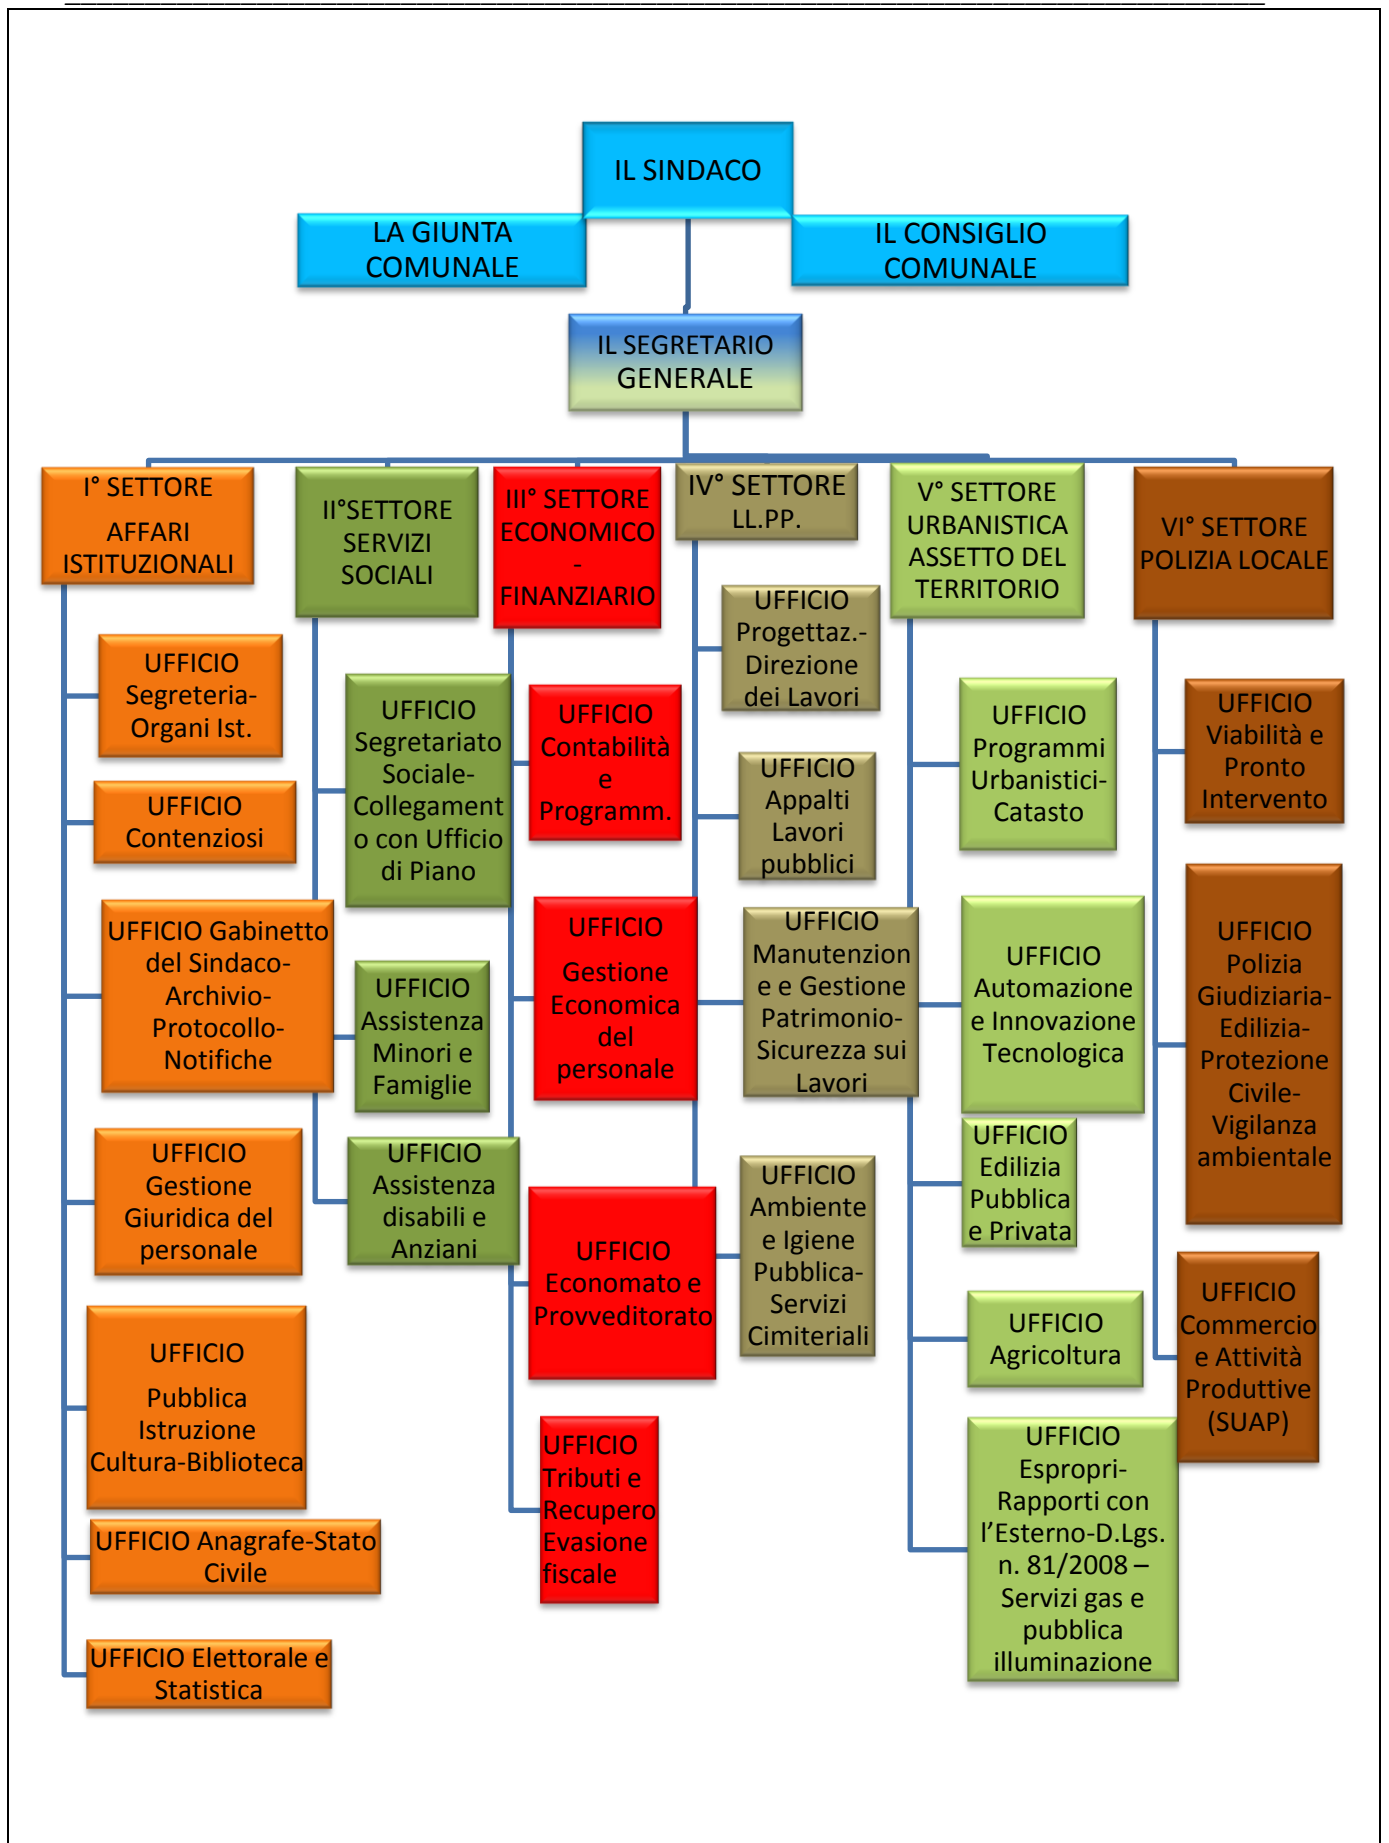 IL SINDACO
LA GIUNTA
COMUNALE
IL CONSIGLIO
COMUNALE
IL SEGRETARIO
GENERALE
I° SETTORE
AFFARI
ISTITUZIONALI
UFFICIO
Segreteria-
Organi Ist.
UFFICIO
Contenziosi
UFFICIO Gabinetto
del Sindaco-
Archivio-
Protocollo-
Notifiche
UFFICIO
Gestione
Giuridica del
personale
UFFICIO
Pubblica
Istruzione
Cultura-Biblioteca
UFFICIO Anagrafe-Stato
Civile
UFFICIO Elettorale e
Statistica
II°SETTORE
SERVIZI
SOCIALI
UFFICIO
Segretariato
Sociale-
Collegament
o con Ufficio
di Piano
UFFICIO
Assistenza
Minori e
Famiglie
UFFICIO
Assistenza
disabili e
Anziani
III° SETTORE
ECONOMICO
-
FINANZIARIO
UFFICIO
Contabilità
e
Programm.
UFFICIO
Gestione
Economica
del
personale
UFFICIO
Economato e
Provveditorato
UFFICIO
Tributi e
Recupero
Evasione
fiscale
IV° SETTORE
LL.PP.
UFFICIO
Progettaz.-
Direzione
dei Lavori
UFFICIO
Appalti
Lavori
pubblici
UFFICIO
Manutenzion
e e Gestione
Patrimonio-
Sicurezza sui
Lavori
UFFICIO
Ambiente
e Igiene
Pubblica-
Servizi
Cimiteriali
V° SETTORE
URBANISTICA
ASSETTO DEL
TERRITORIO
UFFICIO
Programmi
Urbanistici-
Catasto
UFFICIO
Automazione
e Innovazione
Tecnologica
UFFICIO
Edilizia
Pubblica
e Privata
UFFICIO
Agricoltura
UFFICIO
Espropri-
Rapporti con
l’Esterno-D.Lgs.
n. 81/2008 –
Servizi gas e
pubblica
illuminazione
VI° SETTORE
POLIZIA LOCALE
UFFICIO
Viabilità e
Pronto
Intervento
UFFICIO
Polizia
Giudiziaria-
Edilizia-
Protezione
Civile-
Vigilanza
ambientale
UFFICIO
Commercio
e Attività
Produttive
(SUAP)